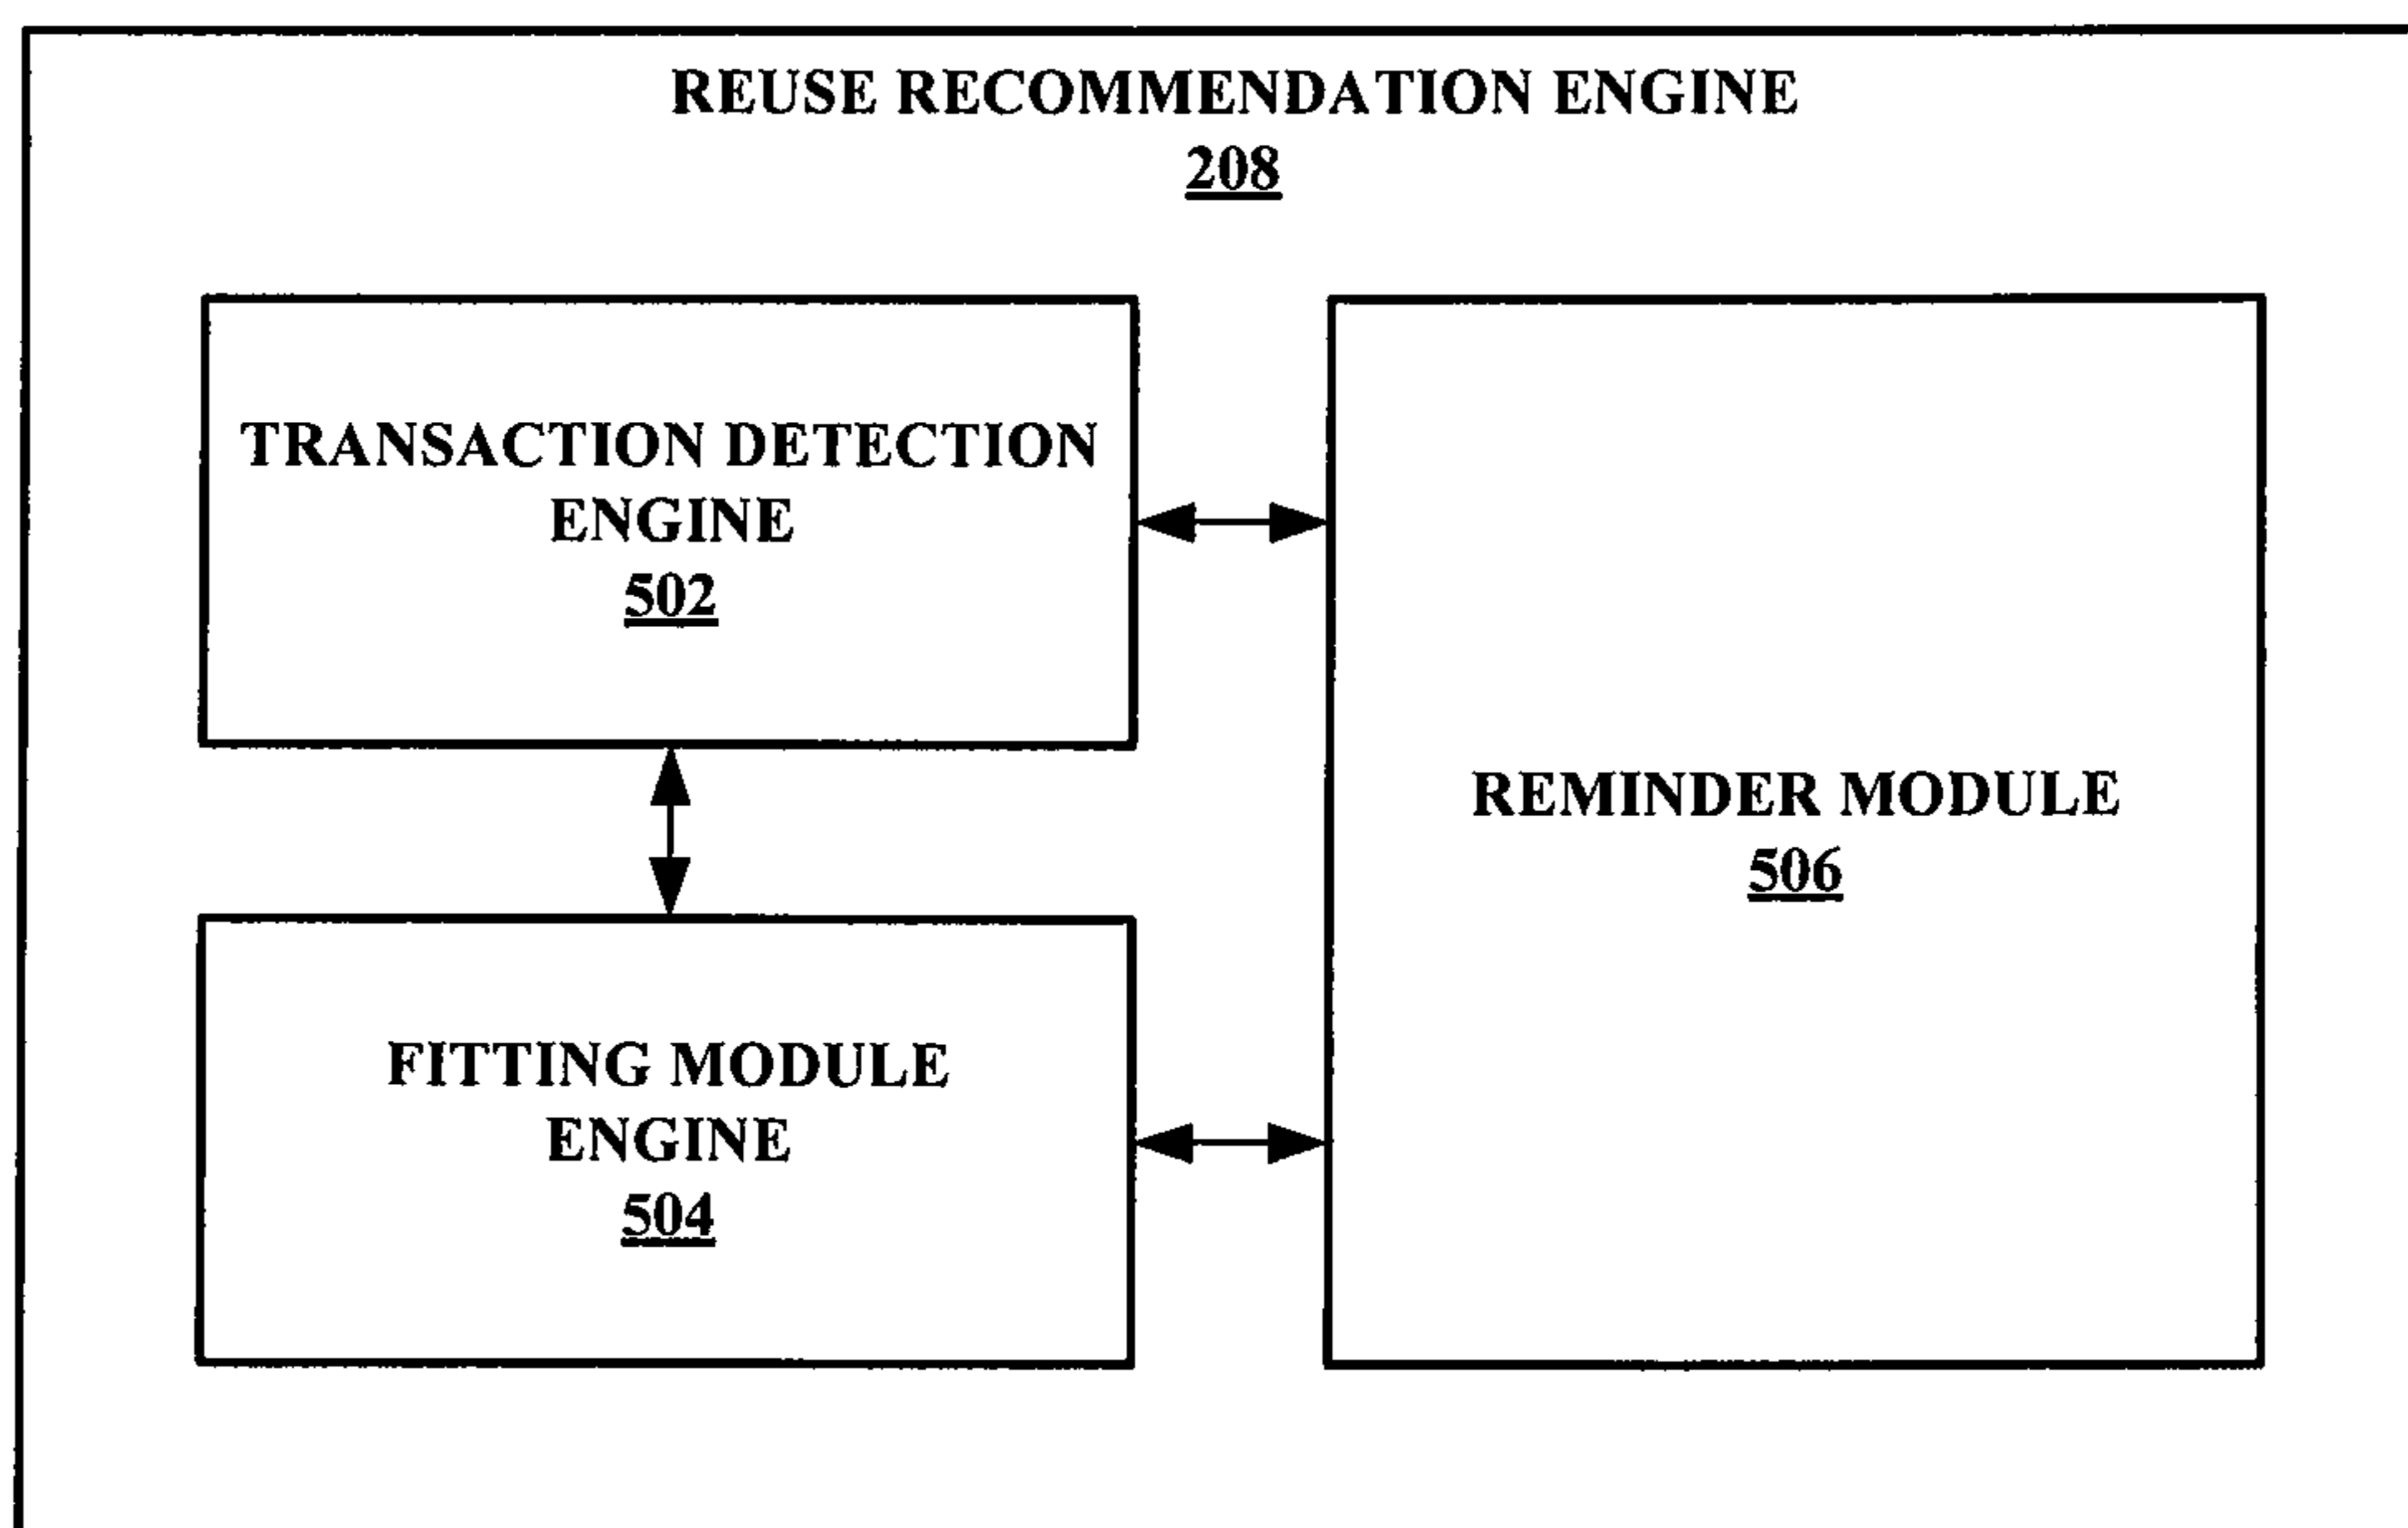 REUSE RECOMMENDATION ENGINE
208
TRANSACTION DETECTION
ENGINE
502
REMINDER MODULE
506
FITTING MODULE
ENGINE
504